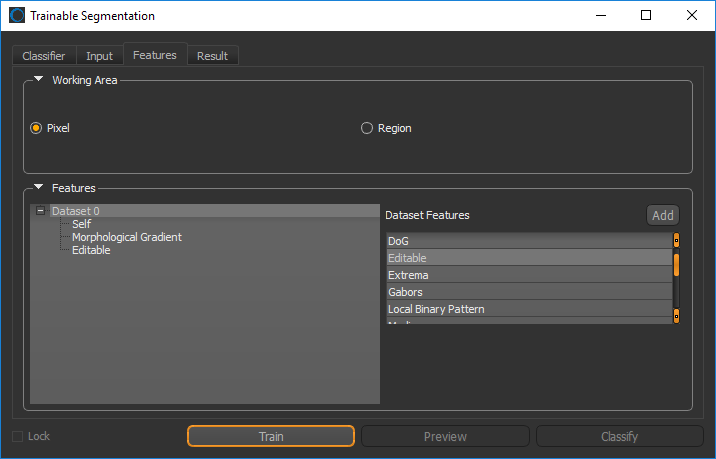 Trainable Segmentation
Classifier Input Features Result
Working Area
Pixel Region
Features
Dataset 0
Self
Morphological Gradient
Editable
Dataset Features Add
DoG
Editable
Extrema
Gabors
Local Binary Pattern
Lock Train Preview Classify